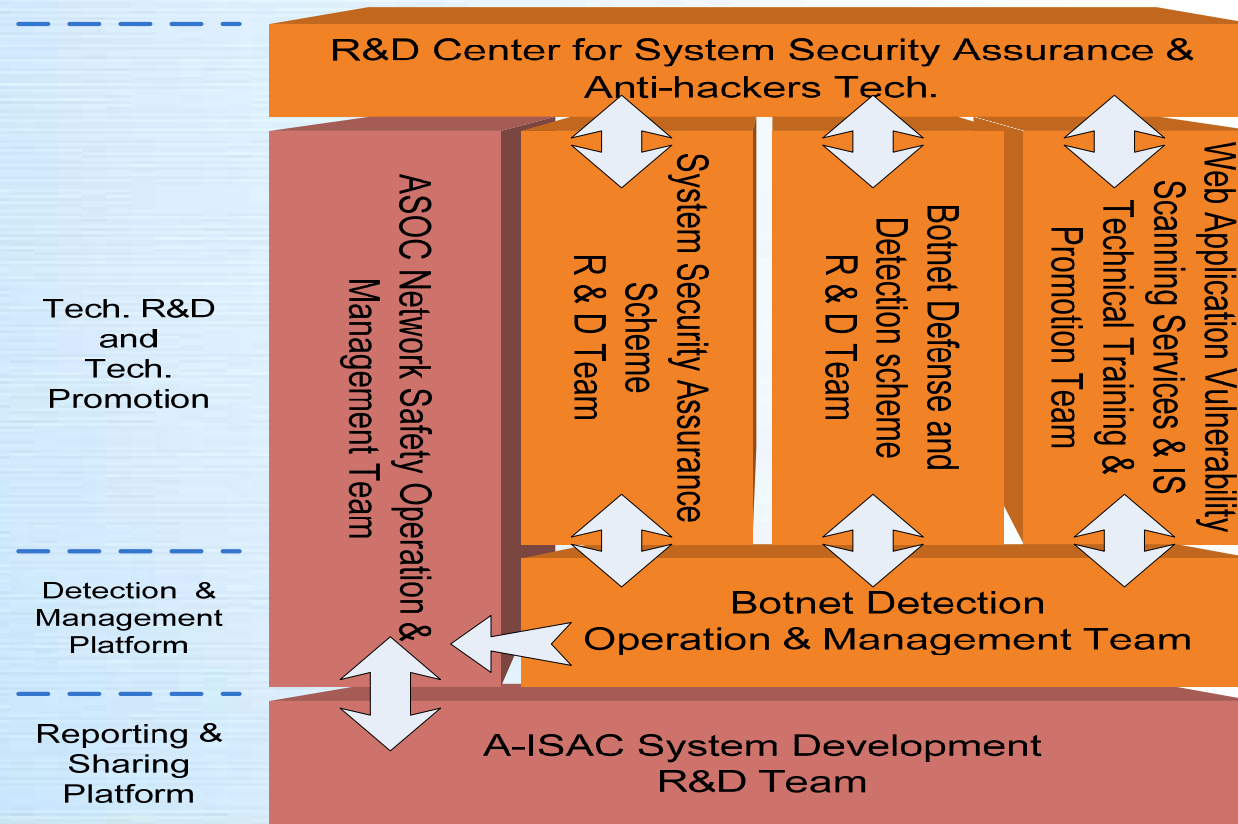 R&D Center for System Security Assurance &
Anti-hackers Tech.
Tech. R&D
and
Tech.
Promotion
ASOC Network Safety Operation &
Management Team
System Security Assurance
Scheme
R & D Team
Botnet Defense and
Detection scheme
R & D Team
Web Application Vulnerability
Scanning Services & IS
Technical Training &
Promotion Team
Detection &
Management
Platform
Botnet Detection
Operation & Management Team
Reporting &
Sharing
Platform
A-ISAC System Development
R&D Team